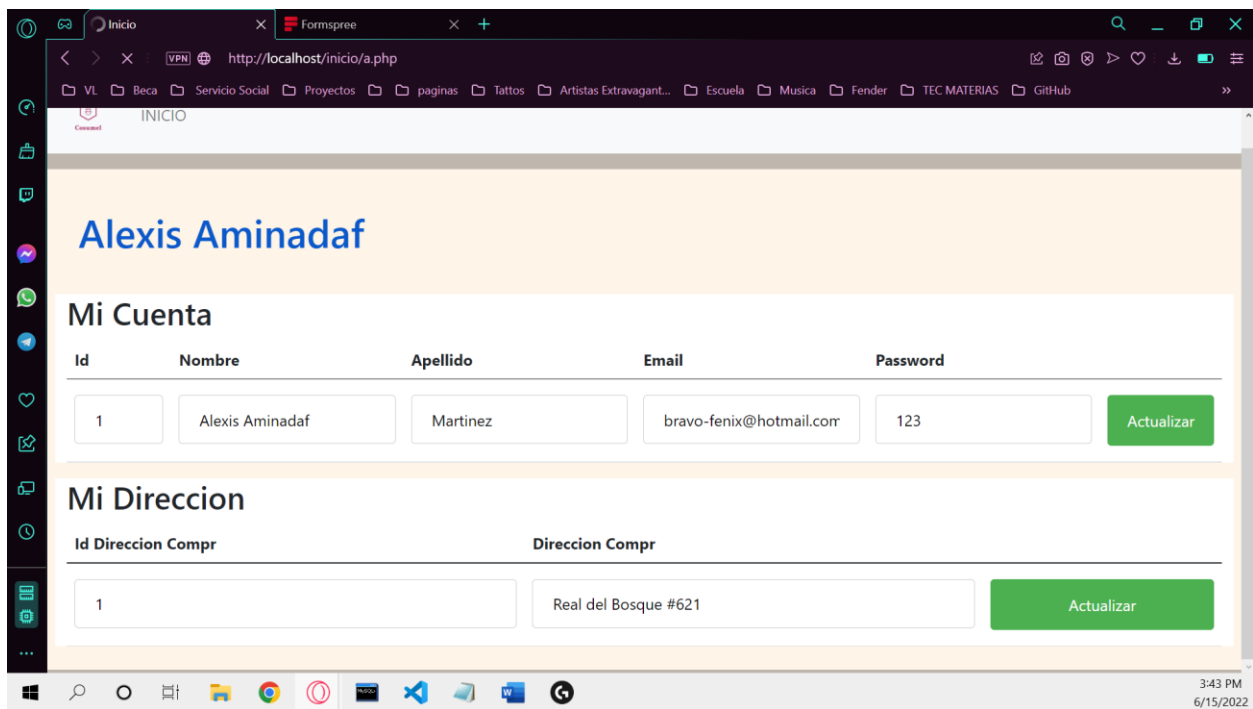 Inicio
Formspree
VPN
http://localhost/inicio/a.php
VL
Beca
Servicio Social
Proyectos
paginas
Tattos
Artistas Extravagant...
Escuela
Musica
Fender
TEC MATERIAS
GitHub
INICIO
Alexis Aminadaf
Mi Cuenta
Id Nombre Apellido Email Password
1 Alexis Aminadaf Martinez bravo-fenix@hotmail.com 123 Actualizar
Mi Direccion
Id Direccion Compr Direccion Compr
1 Real del Bosque #621 Actualizar
3:43 PM
6/15/2022